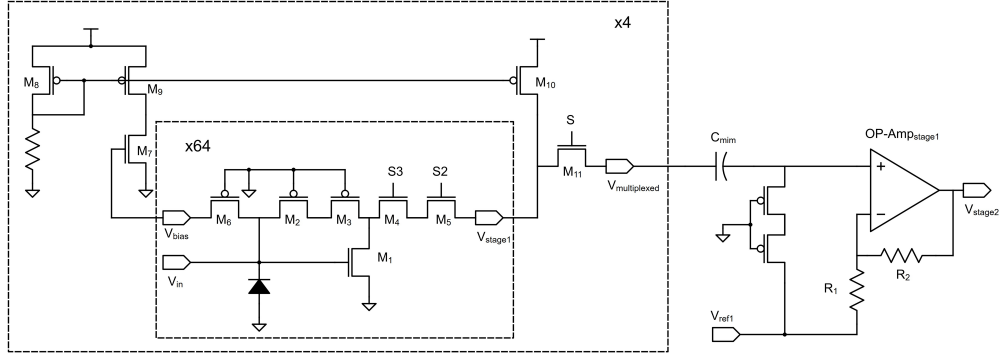 x4
M8
M9
M10
M7
x64
S
M11
Vmultiplexed
Cmim
OP-Ampstage1
+
−
Vstage2
S3
S2
M6
M2
M3
M4
M5
Vbias
Vstage1
M1
Vin
R2
R1
Vref1